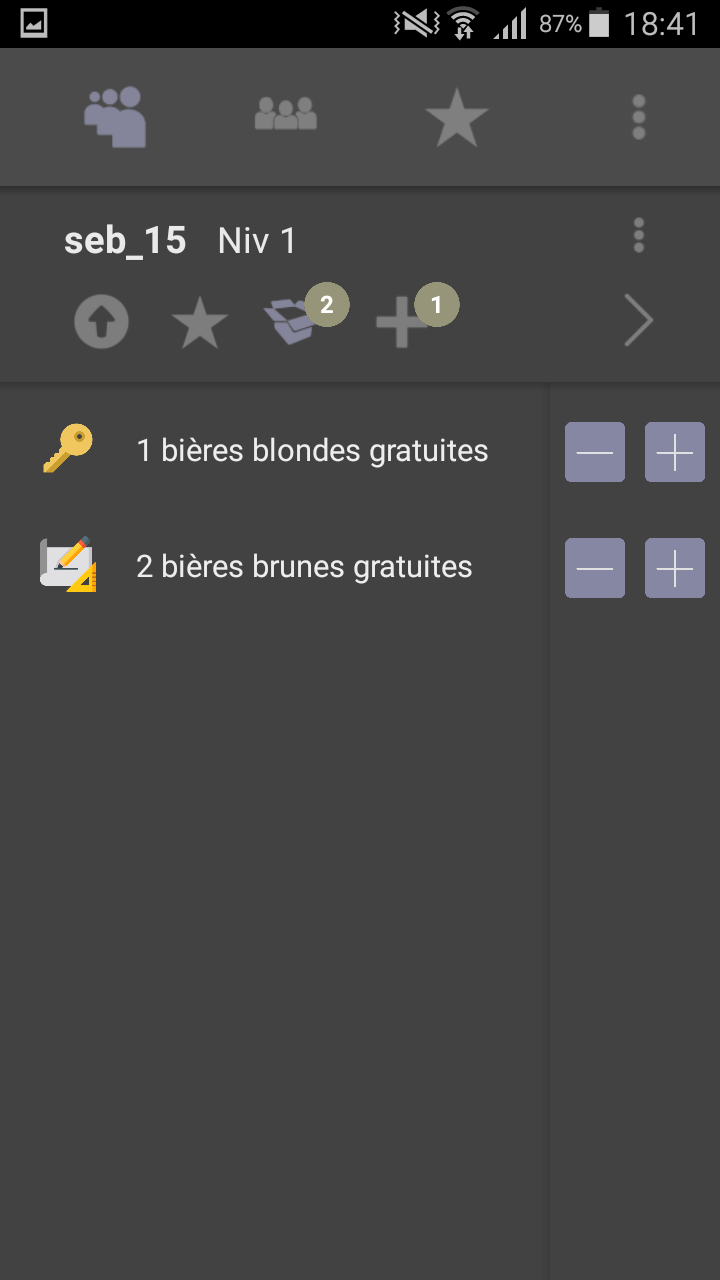 87% 18:41
seb_15 Niv 1
2 1
1 bières blondes gratuites
2 bières brunes gratuites